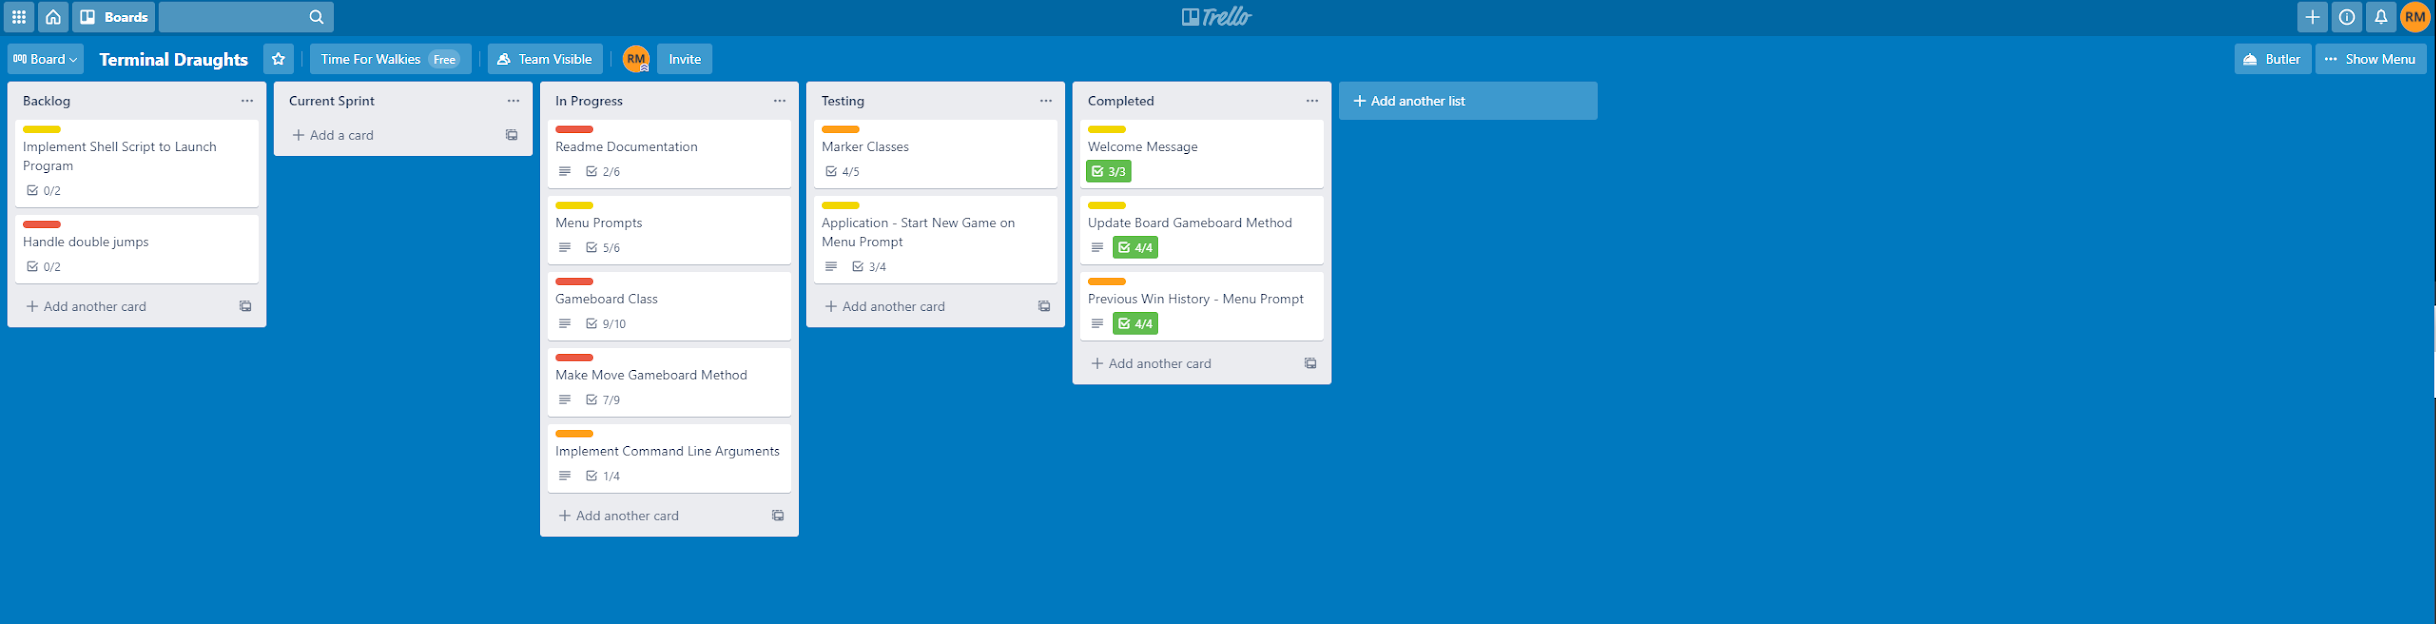 Boards
Trello
RM
Board
Terminal Draughts
Time For Walkies Free
Team Visible
RM
Invite
Butler
... Show Menu
Backlog
Implement Shell Script to Launch
Program
0/2
Handle double jumps
0/2
+ Add another card
Current Sprint
+ Add a card
In Progress
Readme Documentation
2/6
Menu Prompts
5/6
Gameboard Class
9/10
Make Move Gameboard Method
7/9
Implement Command Line Arguments
1/4
+ Add another card
Testing
Marker Classes
4/5
Application - Start New Game on
Menu Prompt
3/4
+ Add another card
Completed
Welcome Message
3/3
Update Board Gameboard Method
4/4
Previous Win History - Menu Prompt
4/4
+ Add another card
+ Add another list